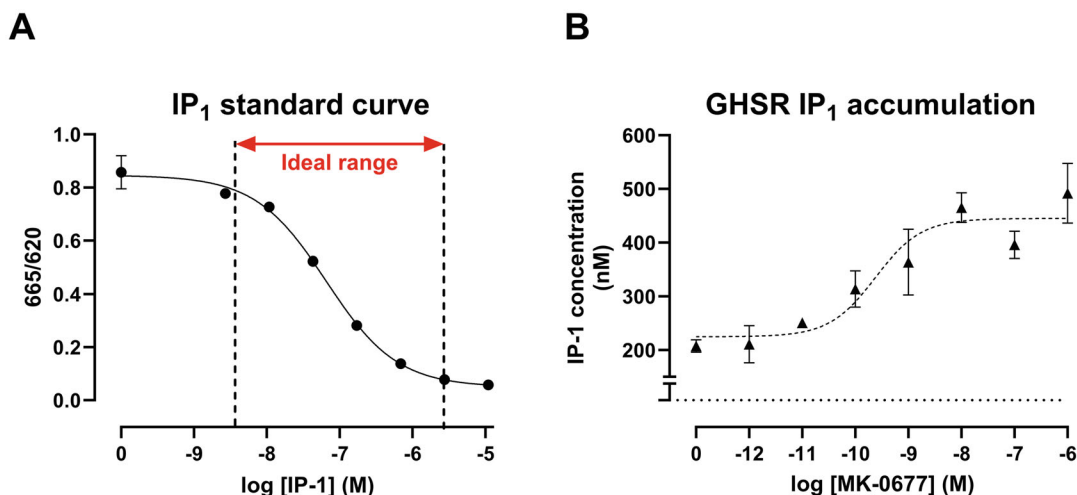 A
IP₁ standard curve
Ideal range
665/620
1.0
0.8
0.6
0.4
0.2
0.0
0 -9 -8 -7 -6 -5
log [IP-1] (M)
B
GHSR IP₁ accumulation
IP-1 concentration
(nM)
600
500
400
300
200
0 -12 -11 -10 -9 -8 -7 -6
log [MK-0677] (M)